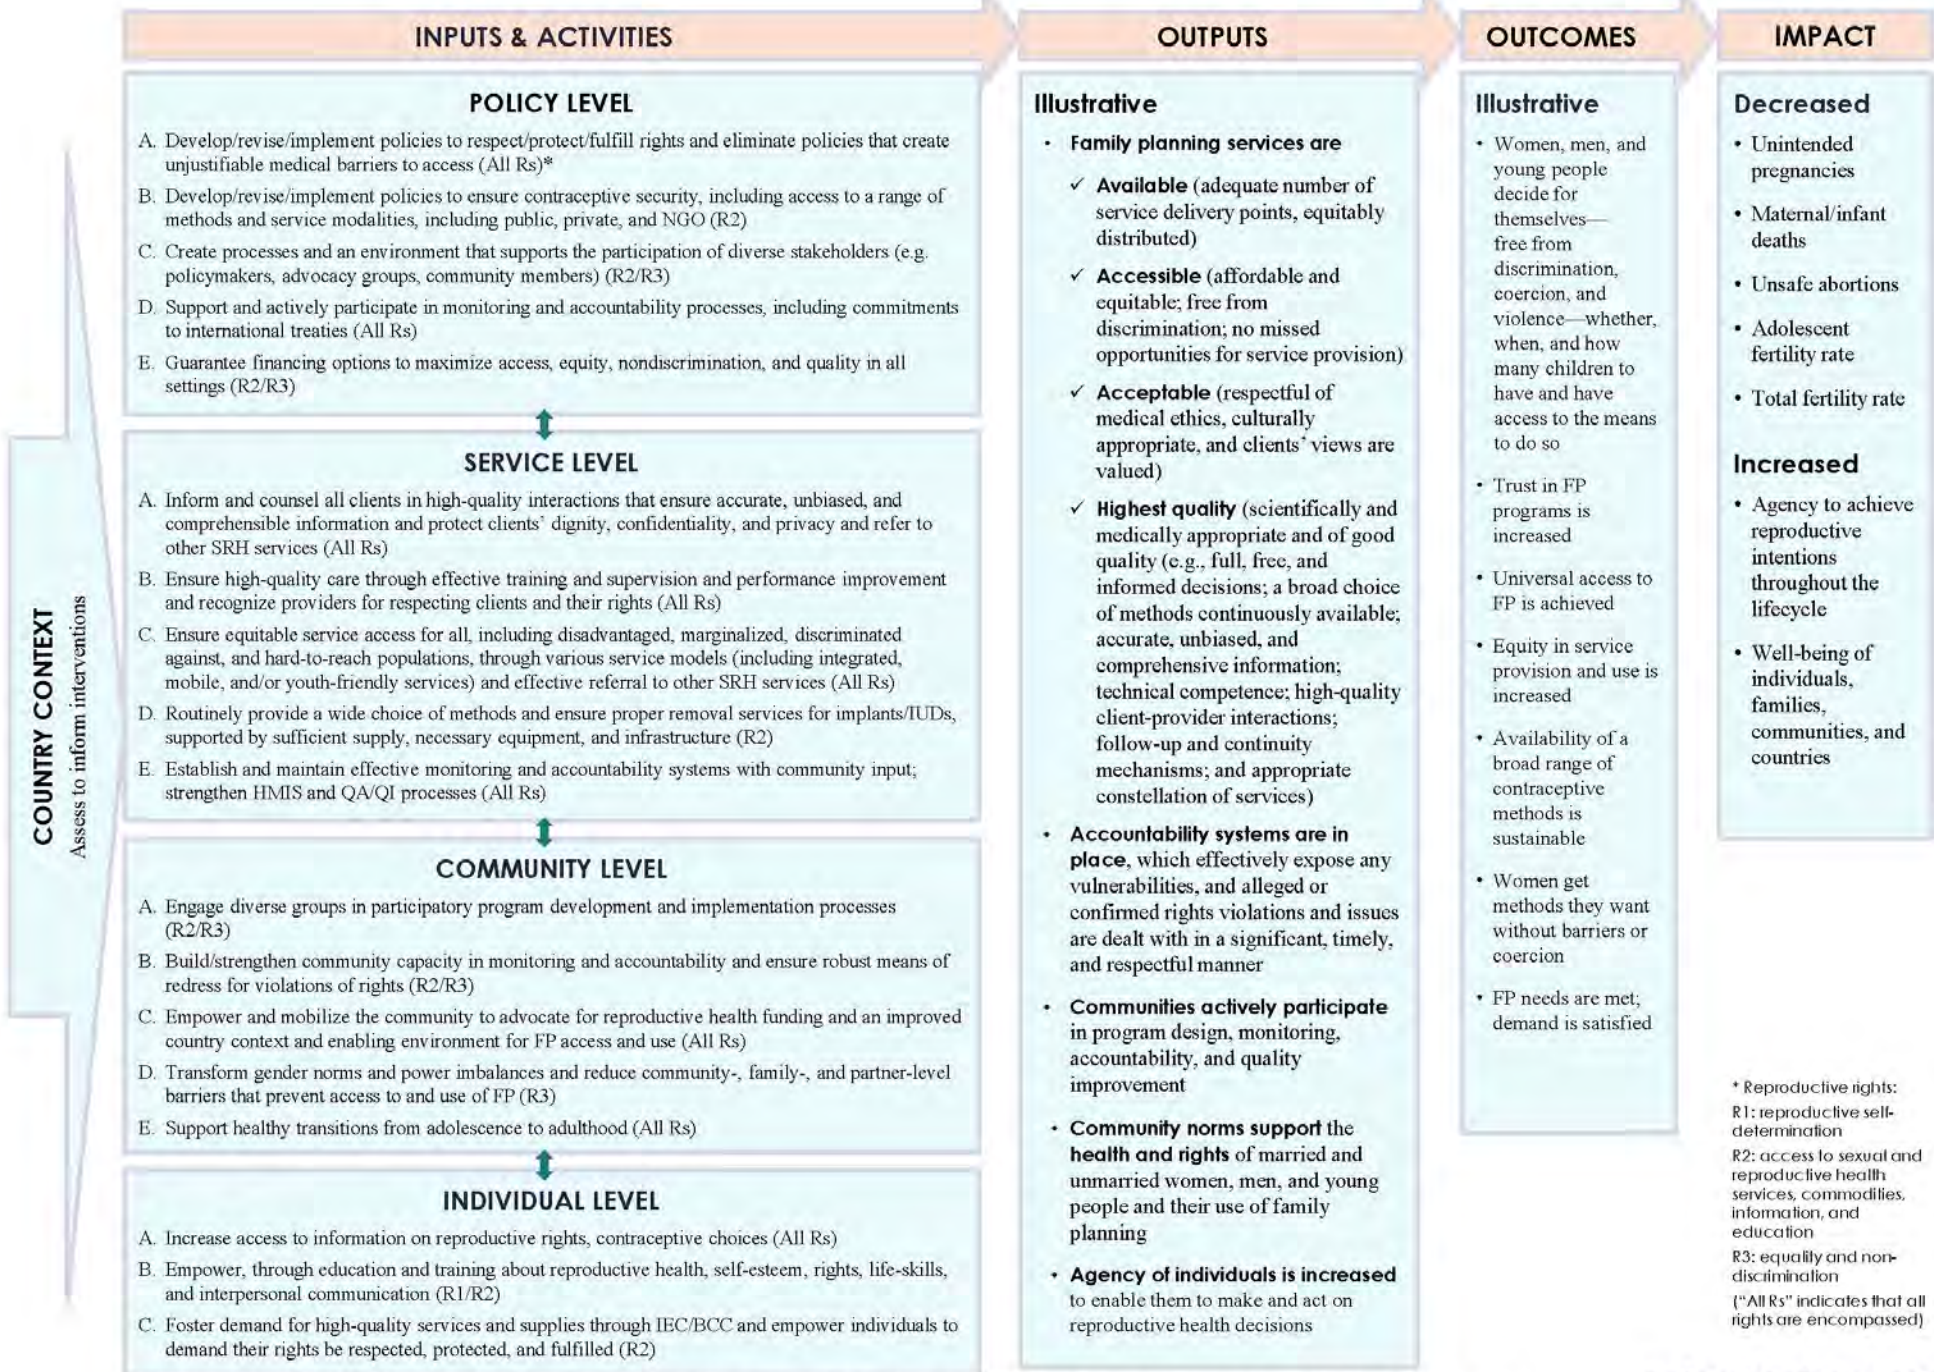 INPUTS & ACTIVITIES
OUTPUTS
OUTCOMES
IMPACT
COUNTRY CONTEXT
Assess to inform interventions
POLICY LEVEL
A. Develop/revise/implement policies to respect/protect/fulfill rights and eliminate policies that create
unjustifiable medical barriers to access (All Rs)*
B. Develop/revise/implement policies to ensure contraceptive security, including access to a range of
methods and service modalities, including public, private, and NGO (R2)
C. Create processes and an environment that supports the participation of diverse stakeholders (e.g.
policymakers, advocacy groups, community members) (R2/R3)
D. Support and actively participate in monitoring and accountability processes, including commitments
to international treaties (All Rs)
E. Guarantee financing options to maximize access, equity, nondiscrimination, and quality in all
settings (R2/R3)
SERVICE LEVEL
A. Inform and counsel all clients in high-quality interactions that ensure accurate, unbiased, and
comprehensible information and protect clients' dignity, confidentiality, and privacy and refer to
other SRH services (All Rs)
B. Ensure high-quality care through effective training and supervision and performance improvement
and recognize providers for respecting clients and their rights (All Rs)
C. Ensure equitable service access for all, including disadvantaged, marginalized, discriminated
against, and hard-to-reach populations, through various service models (including integrated,
mobile, and/or youth-friendly services) and effective referral to other SRH services (All Rs)
D. Routinely provide a wide choice of methods and ensure proper removal services for implants/IUDs,
supported by sufficient supply, necessary equipment, and infrastructure (R2)
E. Establish and maintain effective monitoring and accountability systems with community input;
strengthen HMIS and QA/QI processes (All Rs)
COMMUNITY LEVEL
A. Engage diverse groups in participatory program development and implementation processes
(R2/R3)
B. Build/strengthen community capacity in monitoring and accountability and ensure robust means of
redress for violations of rights (R2/R3)
C. Empower and mobilize the community to advocate for reproductive health funding and an improved
country context and enabling environment for FP access and use (All Rs)
D. Transform gender norms and power imbalances and reduce community-, family-, and partner-level
barriers that prevent access to and use of FP (R3)
E. Support healthy transitions from adolescence to adulthood (All Rs)
INDIVIDUAL LEVEL
A. Increase access to information on reproductive rights, contraceptive choices (All Rs)
B. Empower, through education and training about reproductive health, self-esteem, rights, life-skills,
and interpersonal communication (R1/R2)
C. Foster demand for high-quality services and supplies through IEC/BCC and empower individuals to
demand their rights be respected, protected, and fulfilled (R2)
Illustrative
• Family planning services are
✓ Available (adequate number of
service delivery points, equitably
distributed)
✓ Accessible (affordable and
equitable; free from
discrimination; no missed
opportunities for service provision)
✓ Acceptable (respectful of
medical ethics, culturally
appropriate, and clients' views are
valued)
✓ Highest quality (scientifically and
medically appropriate and of good
quality (e.g., full, free, and
informed decisions; a broad choice
of methods continuously available;
accurate, unbiased, and
comprehensive information;
technical competence; high-quality
client-provider interactions;
follow-up and continuity
mechanisms; and appropriate
constellation of services)
• Accountability systems are in
place, which effectively expose any
vulnerabilities, and alleged or
confirmed rights violations and issues
are dealt with in a significant, timely,
and respectful manner
• Communities actively participate
in program design, monitoring,
accountability, and quality
improvement
• Community norms support the
health and rights of married and
unmarried women, men, and young
people and their use of family
planning
• Agency of individuals is increased
to enable them to make and act on
reproductive health decisions
Illustrative
• Women, men, and
young people
decide for
themselves—
free from
discrimination,
coercion, and
violence—whether,
when, and how
many children to
have and have
access to the means
to do so
• Trust in FP
programs is
increased
• Universal access to
FP is achieved
• Equity in service
provision and use is
increased
• Availability of a
broad range of
contraceptive
methods is
sustainable
• Women get
methods they want
without barriers or
coercion
• FP needs are met;
demand is satisfied
Decreased
• Unintended
pregnancies
• Maternal/infant
deaths
• Unsafe abortions
• Adolescent
fertility rate
• Total fertility rate
Increased
• Agency to achieve
reproductive
intentions
throughout the
lifecycle
• Well-being of
individuals,
families,
communities, and
countries
* Reproductive rights:
R1: reproductive self-
determination
R2: access to sexual and
reproductive health
services, commodities,
information, and
education
R3: equality and non-
discrimination
("All Rs" indicates that all
rights are encompassed)